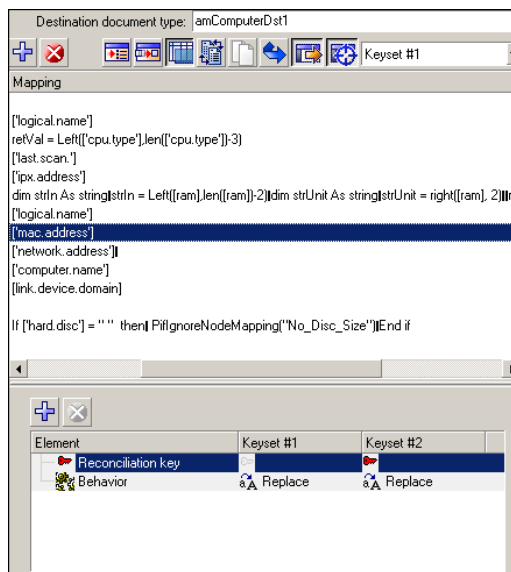 Destination document type: amComputerDst1
Keyset #1
Mapping
['logical.name']
retVal = Left(['cpu.type'],len(['cpu.type'])-3)
['last.scan.']
['ipx.address']
dim strIn As string|strIn = Left([ram],len([ram])-2)|dim strUnit As string|strUnit = right([ram], 2)||
['logical.name']
['mac.address']
['network.address']|
['computer.name']
[link.device.domain]
If ['hard.disc'] = " " then| PifIgnoreNodeMapping("No_Disc_Size")|End if
Element Keyset #1 Keyset #2
Reconciliation key
Behavior Replace Replace